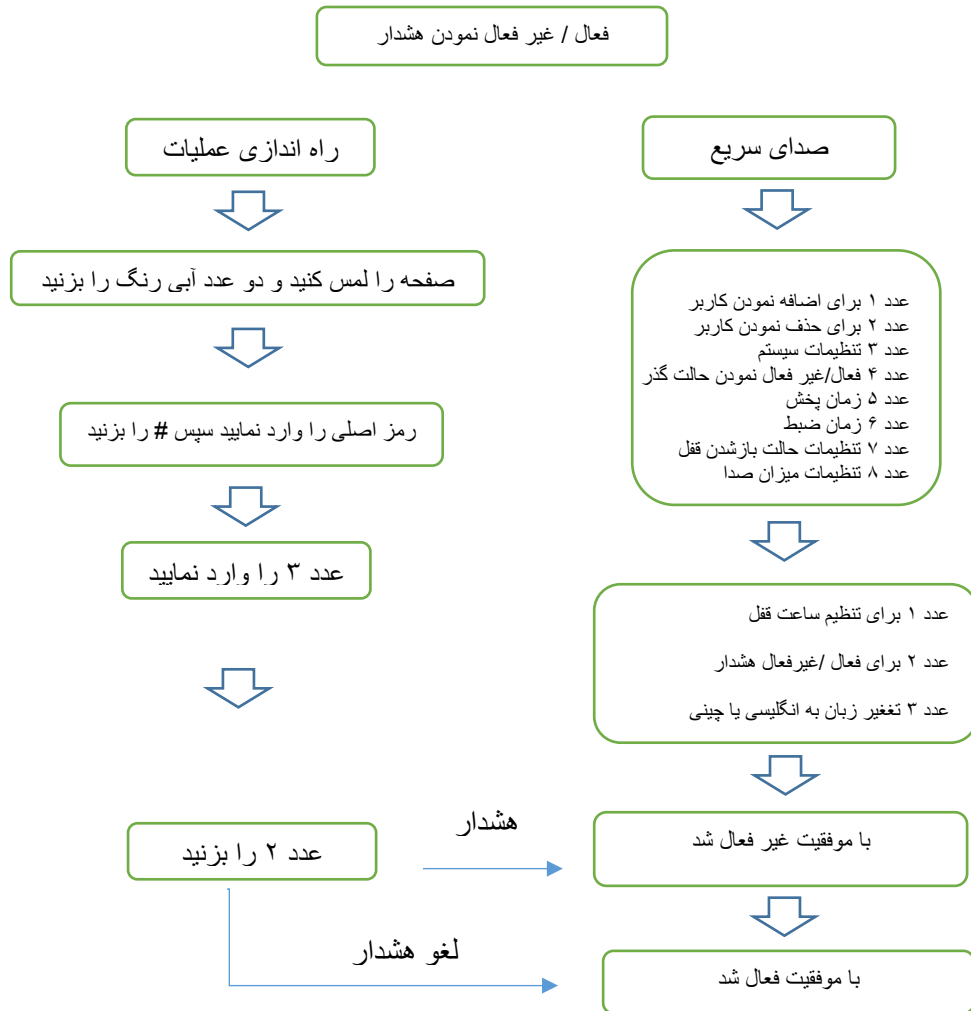 فعال / غیر فعال نمودن هشدار
صدای سریع
راه اندازی عملیات
صفحه را لمس کنید و دو عدد آبی رنگ را بزنید
عدد ۱ برای اضافه نمودن کاربر
عدد ۲ برای حذف نمودن کاربر
عدد ۳ تنظیمات سیستم
عدد ۴ فعال/غیر فعال نمودن حالت گذر
عدد ۵ زمان پخش
عدد ۶ زمان ضبط
عدد ۷ تنظیمات حالت بازشدن قفل
عدد ۸ تنظیمات میزان صدا
رمز اصلی را وارد نمایید سپس # را بزنید
عدد ۳ را وارد نمایید
عدد ۱ برای تنظیم ساعت قفل
عدد ۲ برای فعال /غیرفعال هشدار
عدد ۳ تغغیر زبان به انگلیسی یا چینی
هشدار
با موفقیت غیر فعال شد
عدد ۲ را بزنید
لغو هشدار
با موفقیت فعال شد